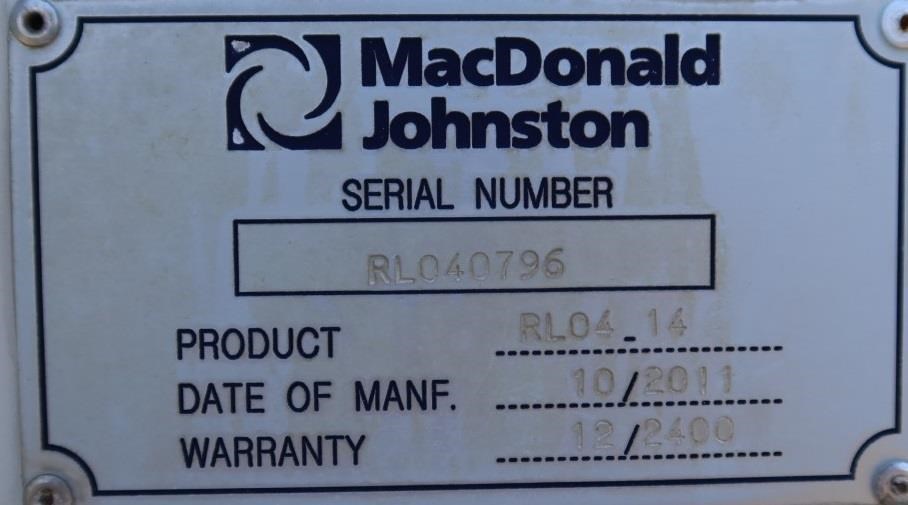 MacDonald
Johnston
SERIAL NUMBER
RL040796
PRODUCT RL04-14
DATE OF MANF. 10/2011
WARRANTY 12/2400